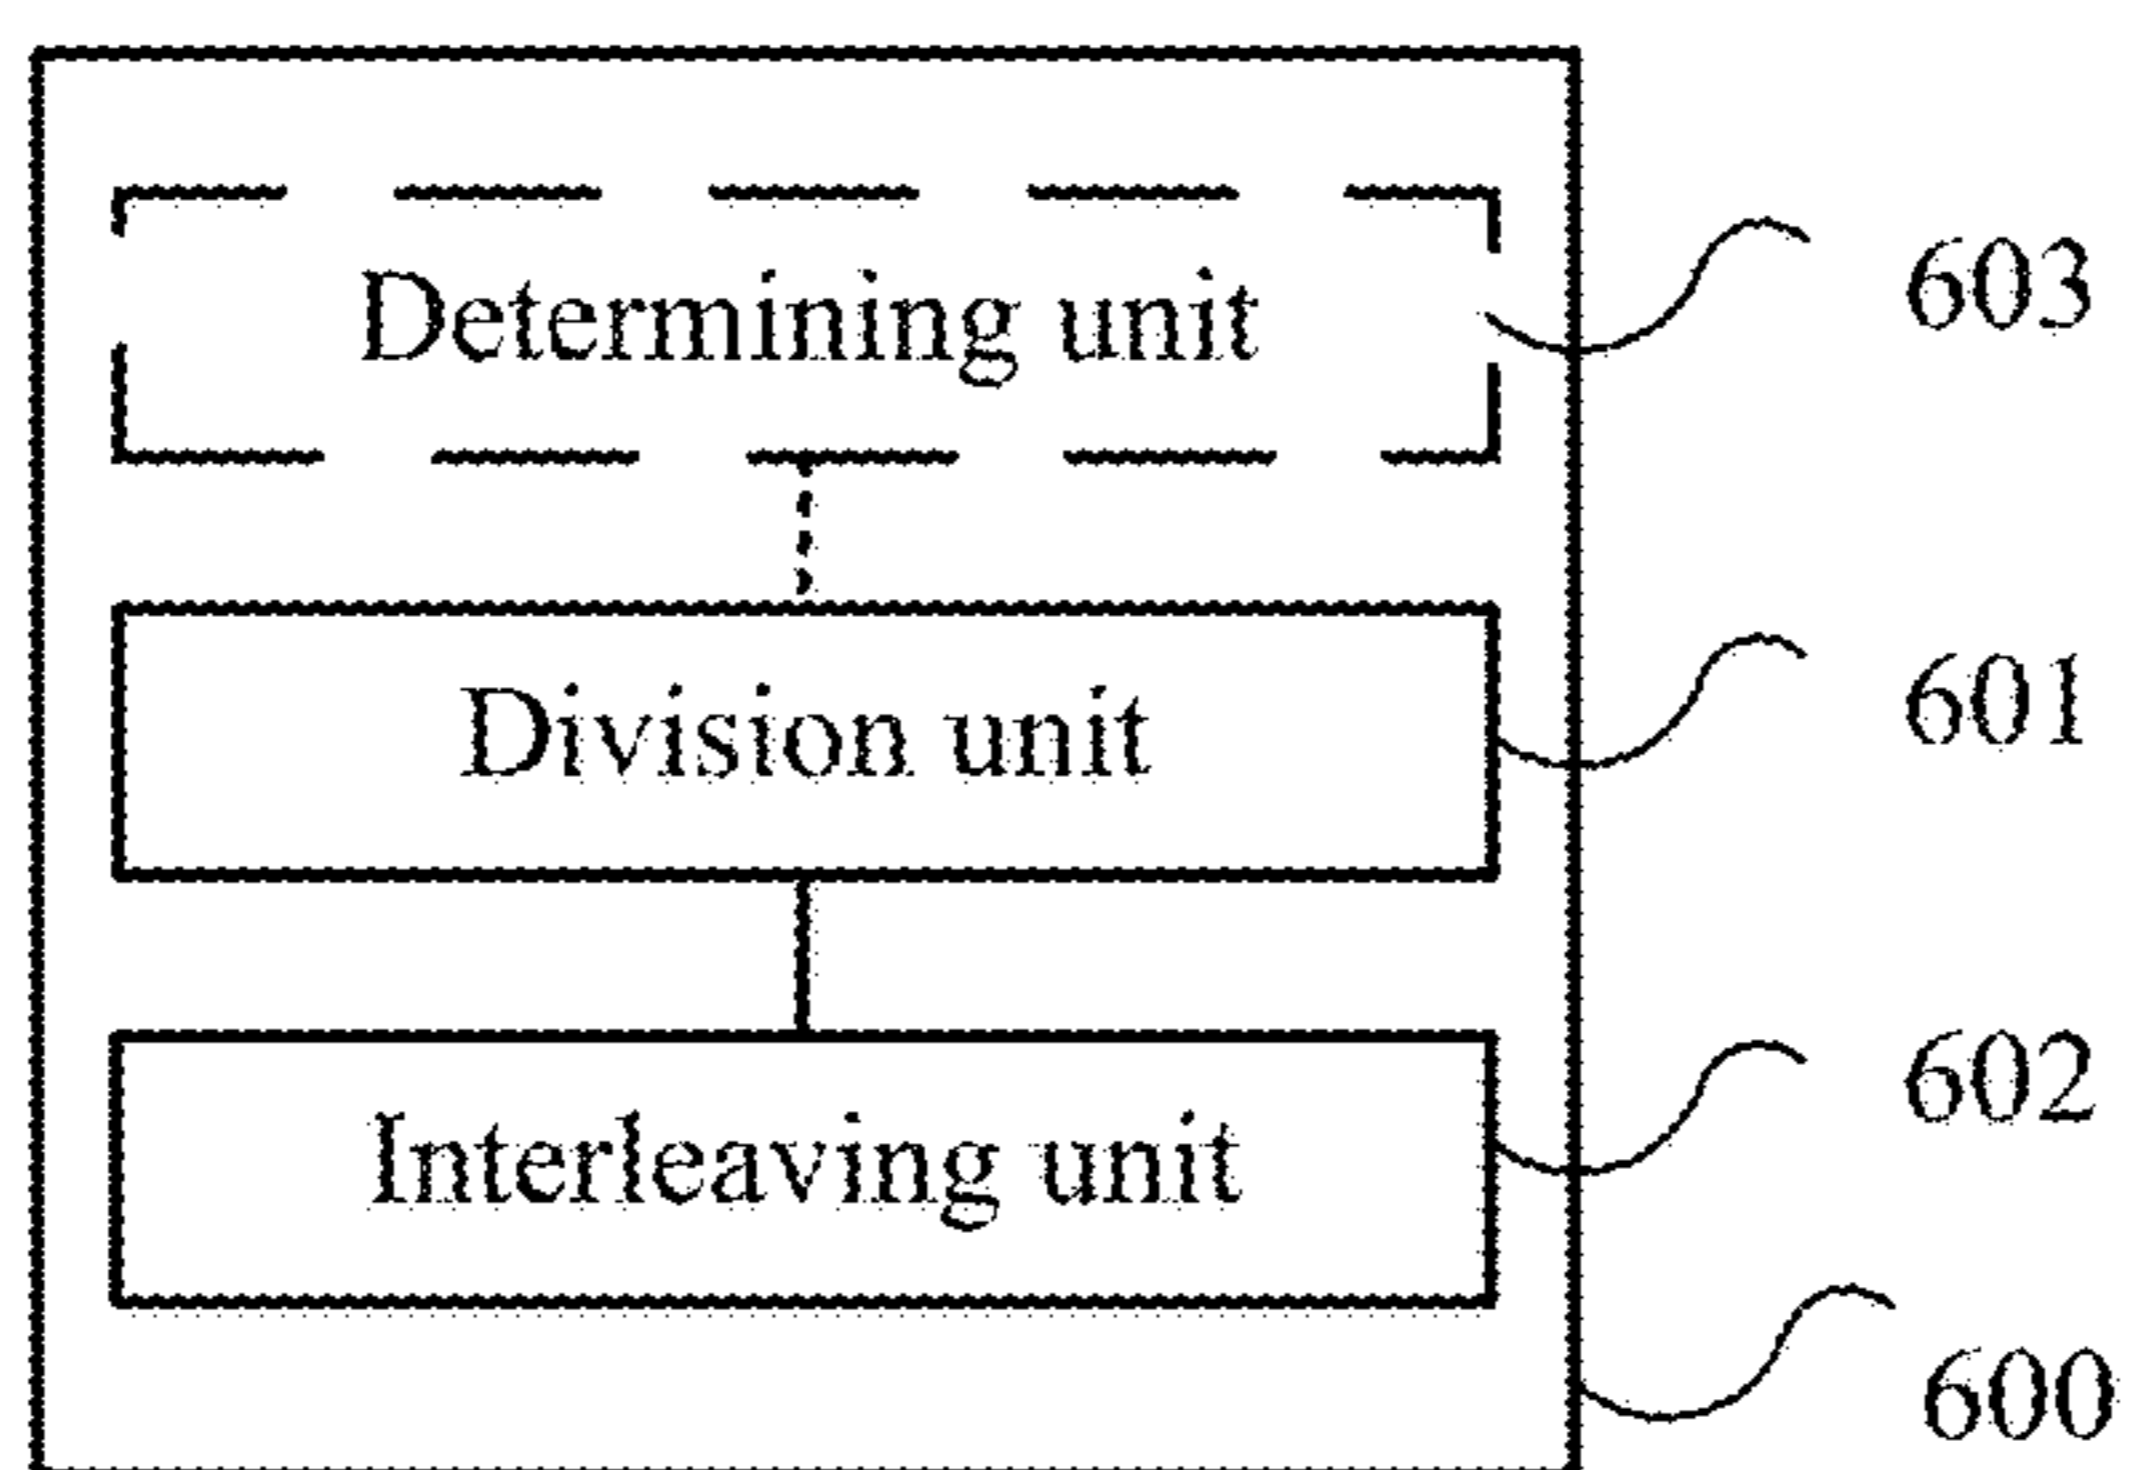 Determining unit
603
Division unit
601
Interleaving unit
602
600